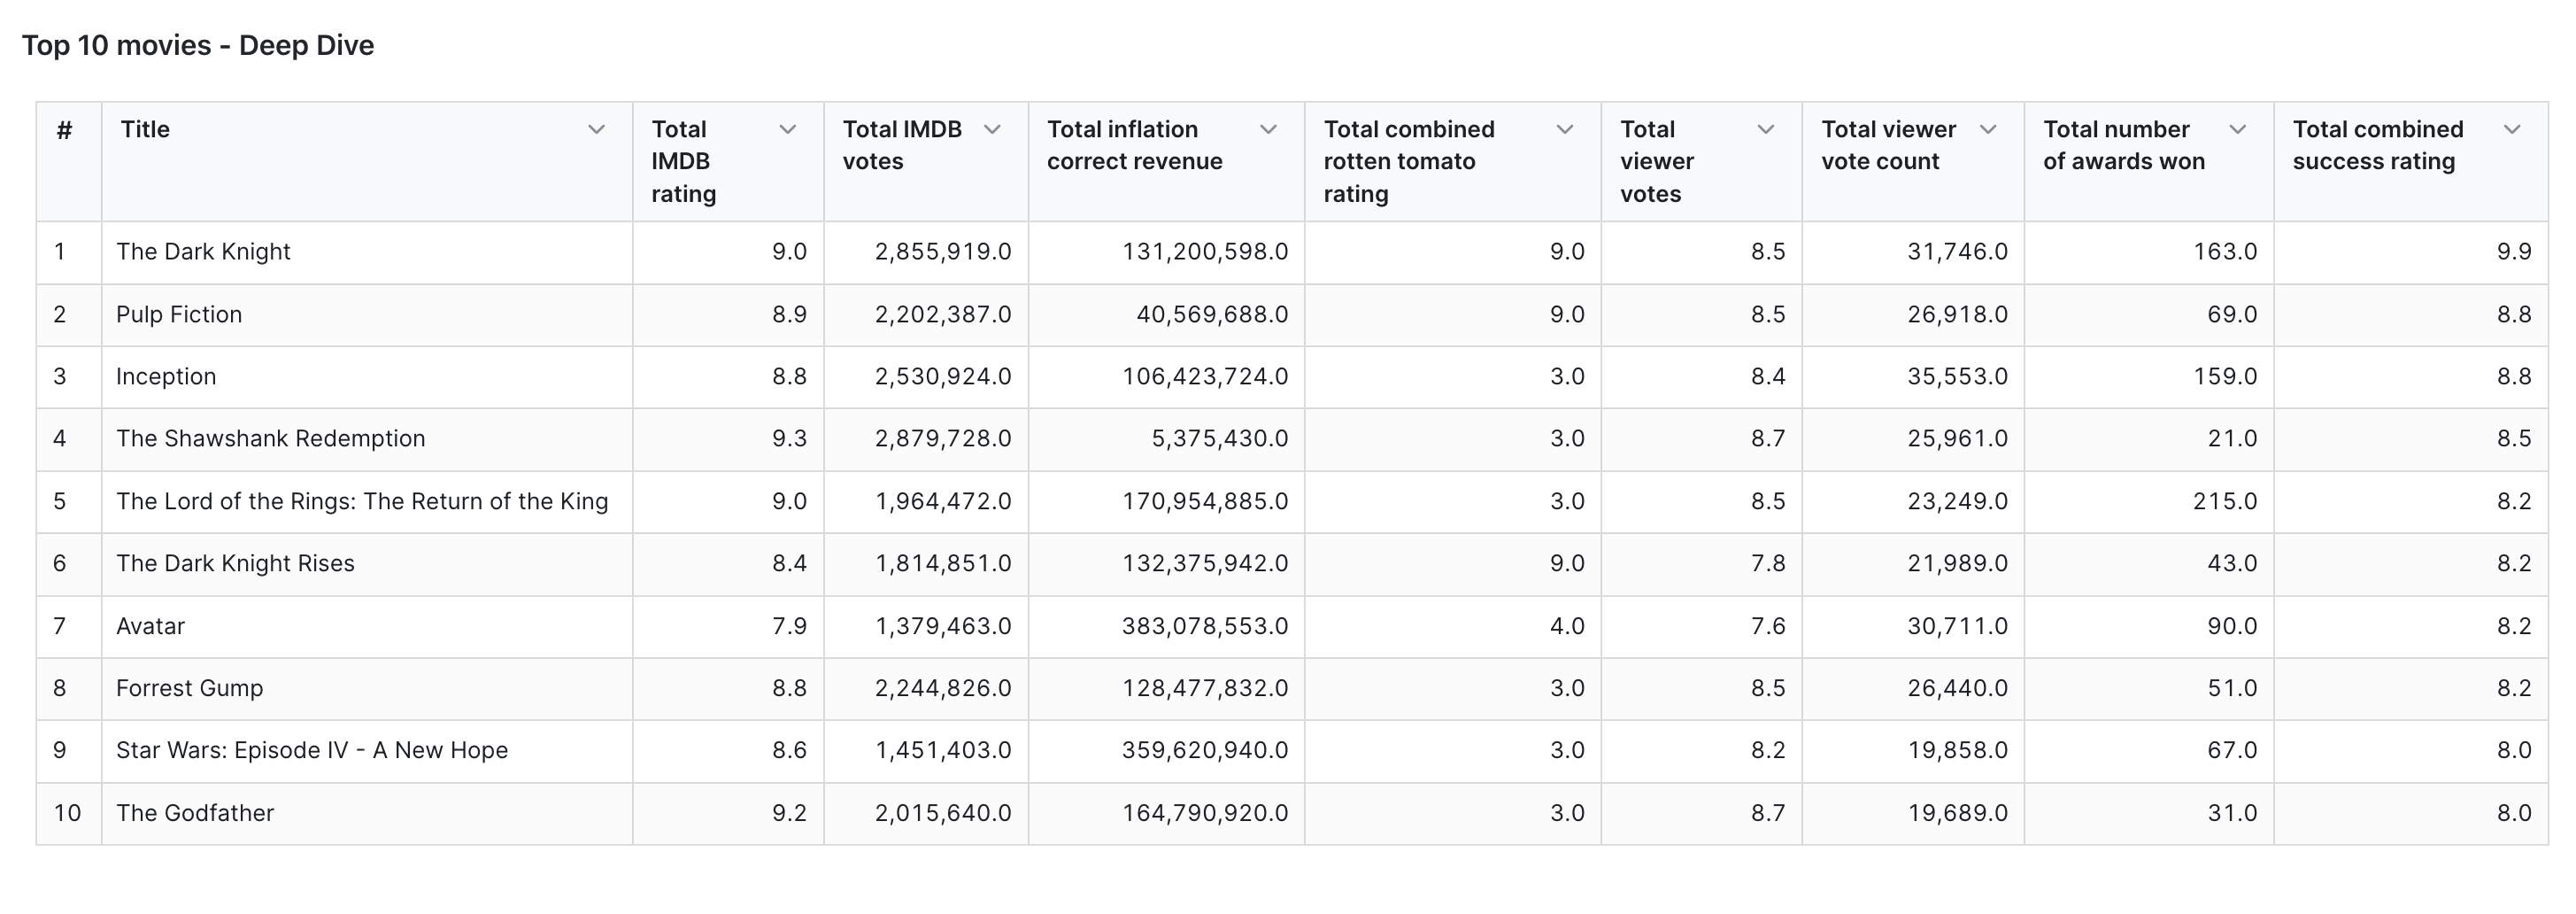 Top 10 movies - Deep Dive
# Title Total IMDB rating Total IMDB votes Total inflation correct revenue Total combined rotten tomato rating Total viewer votes Total viewer vote count Total number of awards won Total combined success rating
1 The Dark Knight 9.0 2,855,919.0 131,200,598.0 9.0 8.5 31,746.0 163.0 9.9
2 Pulp Fiction 8.9 2,202,387.0 40,569,688.0 9.0 8.5 26,918.0 69.0 8.8
3 Inception 8.8 2,530,924.0 106,423,724.0 3.0 8.4 35,553.0 159.0 8.8
4 The Shawshank Redemption 9.3 2,879,728.0 5,375,430.0 3.0 8.7 25,961.0 21.0 8.5
5 The Lord of the Rings: The Return of the King 9.0 1,964,472.0 170,954,885.0 3.0 8.5 23,249.0 215.0 8.2
6 The Dark Knight Rises 8.4 1,814,851.0 132,375,942.0 9.0 7.8 21,989.0 43.0 8.2
7 Avatar 7.9 1,379,463.0 383,078,553.0 4.0 7.6 30,711.0 90.0 8.2
8 Forrest Gump 8.8 2,244,826.0 128,477,832.0 3.0 8.5 26,440.0 51.0 8.2
9 Star Wars: Episode IV - A New Hope 8.6 1,451,403.0 359,620,940.0 3.0 8.2 19,858.0 67.0 8.0
10 The Godfather 9.2 2,015,640.0 164,790,920.0 3.0 8.7 19,689.0 31.0 8.0